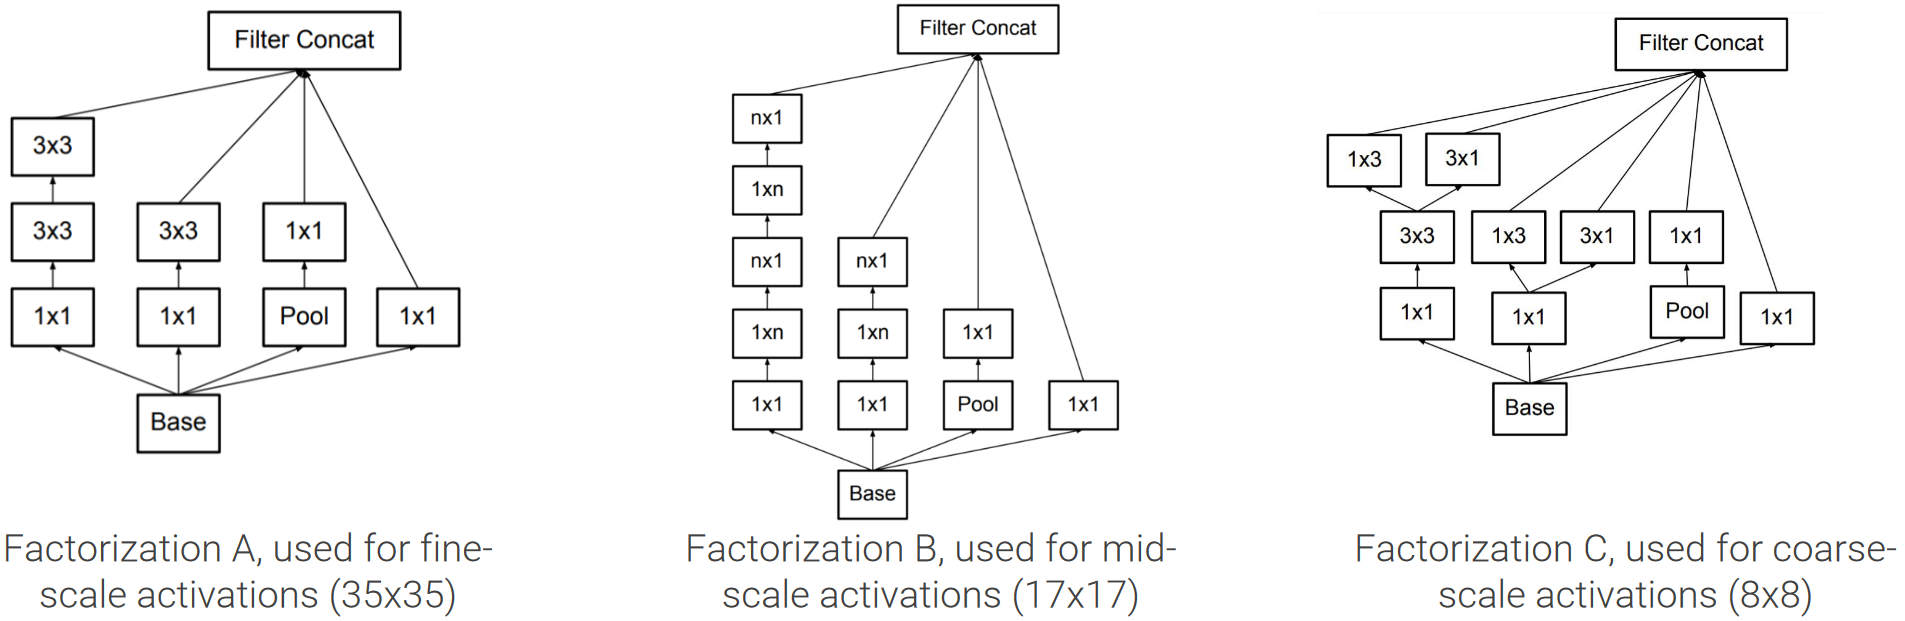 Filter Concat
3x3
3x3
3x3
1x1
1x1
1x1
Pool
1x1
Base
Factorization A, used for fine-
scale activations (35x35)
Filter Concat
nx1
1xn
nx1
nx1
1xn
1xn
1x1
1x1
1x1
Pool
1x1
Base
Factorization B, used for mid-
scale activations (17x17)
Filter Concat
1x3
3x1
3x3
1x3
3x1
1x1
1x1
1x1
Pool
1x1
Base
Factorization C, used for coarse-
scale activations (8x8)